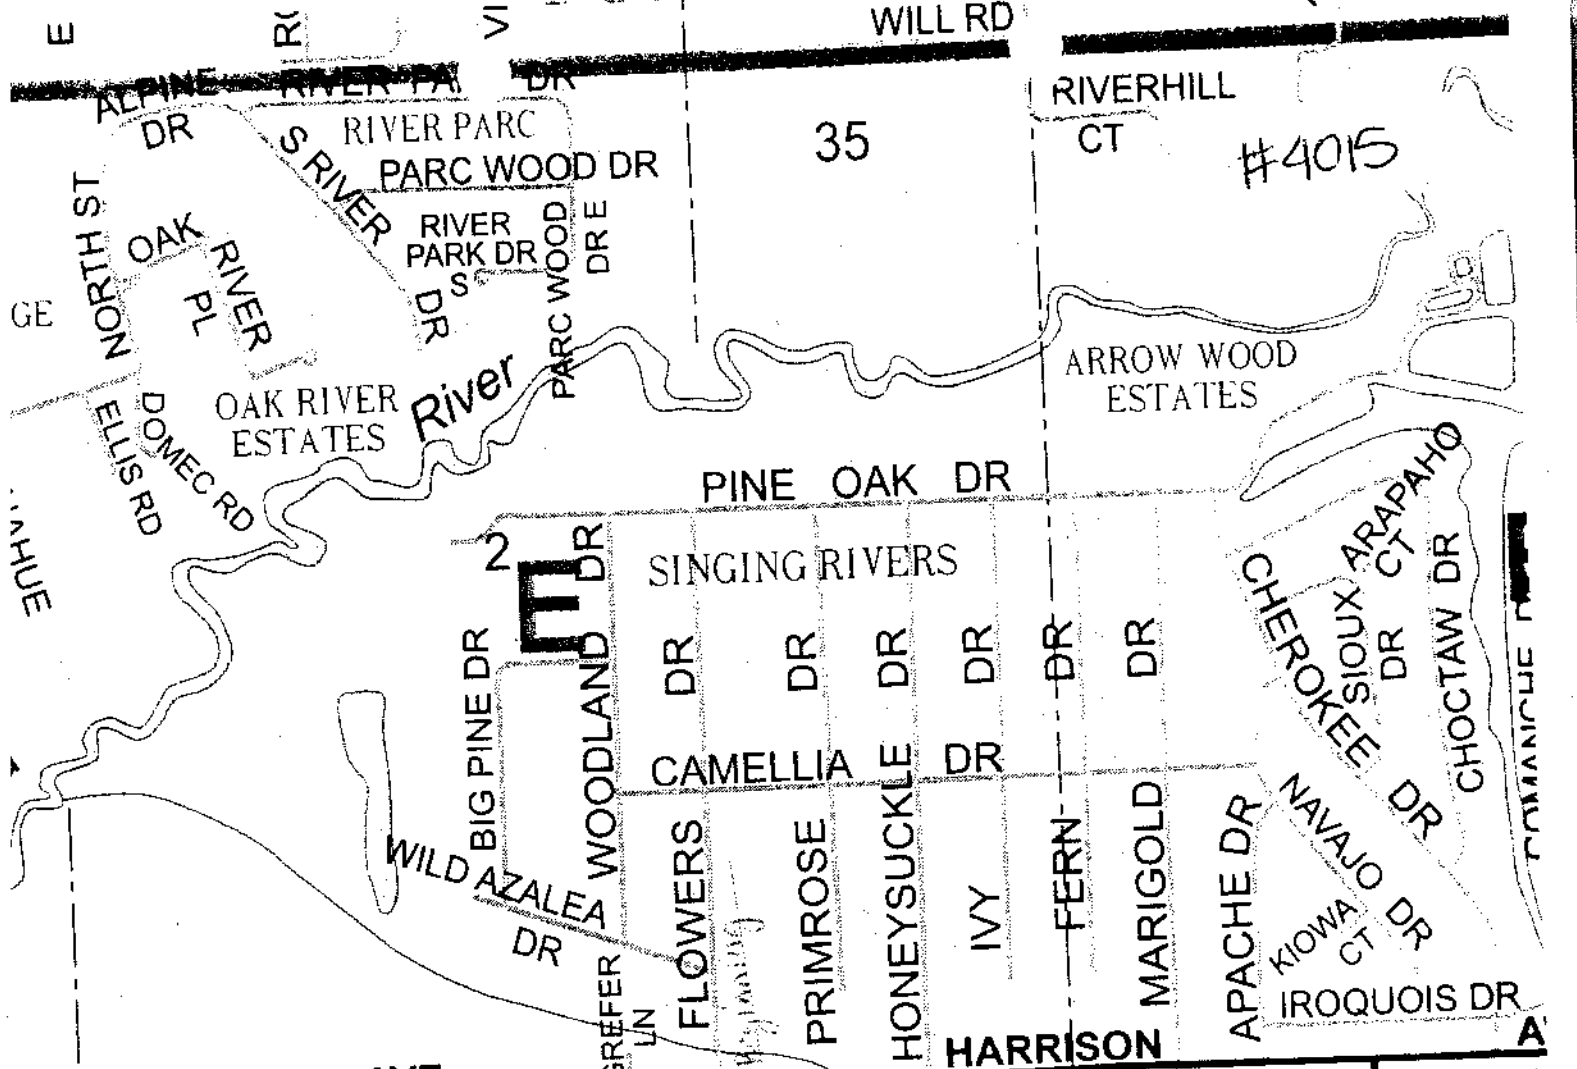 E
WILL RD
ALPINE
DR
RIVER PA
DR
RIVER PARC
S RIVER
DR
PARC WOOD DR
RIVER
PARK DR
S
PARC WOOD
DR E
35
RIVERHILL
CT
#4015
NORTH ST
OAK
RIVER
PL
GE
ELLIS RD
DOMEC RD
OAK RIVER
ESTATES
River
ARROW WOOD
ESTATES
PINE OAK DR
2
E
SINGING RIVERS
BIG PINE DR
WOODLAND DR
CAMELLIA DR
WILD AZALEA
DR
GREFER
LN
FLOWERS DR
PRIMROSE DR
HONEYSUCKLE DR
IVY DR
FERN DR
MARIGOLD DR
APACHE DR
CHEROKEE DR
SIOUX
DR
ARAPAHO
CT
CHOCTAW DR
COMANCHE
NAVAJO DR
KIOWA
CT
IROQUOIS DR
HARRISON